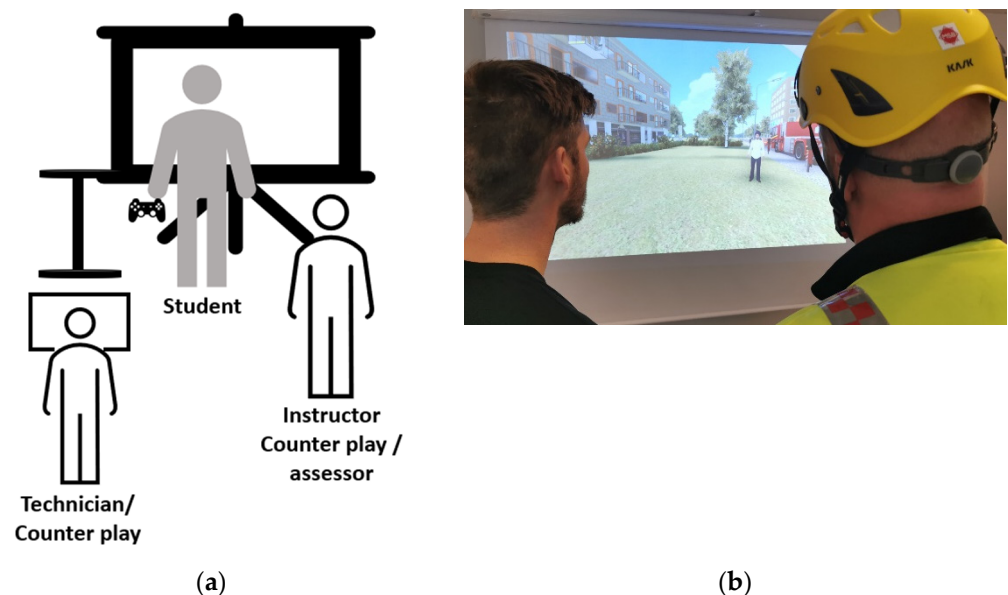 Student
Instructor
Counter play /
assessor
Technician/
Counter play
KASK
(a)
(b)